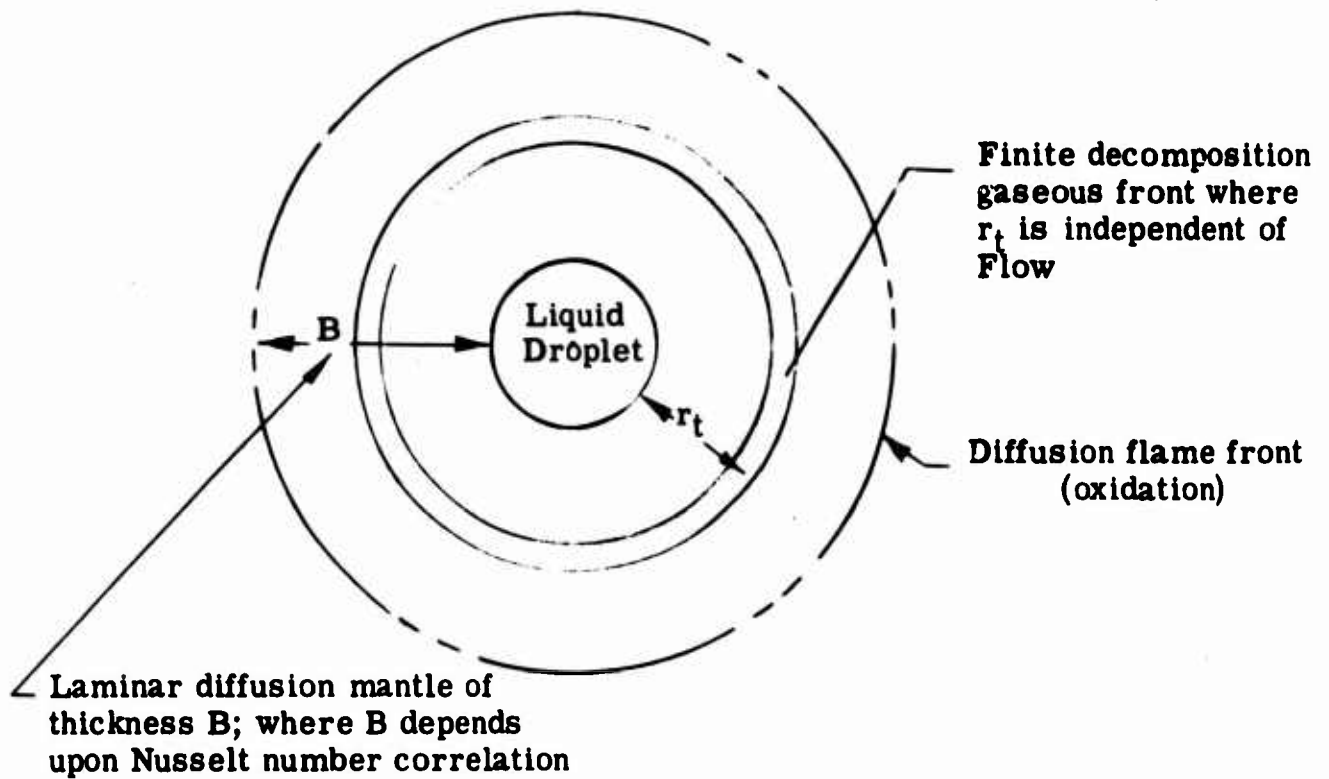 Finite decomposition
gaseous front where
r_t is independent of
Flow
B
Liquid
Droplet
r_t
Diffusion flame front
(oxidation)
Laminar diffusion mantle of
thickness B; where B depends
upon Nusselt number correlation